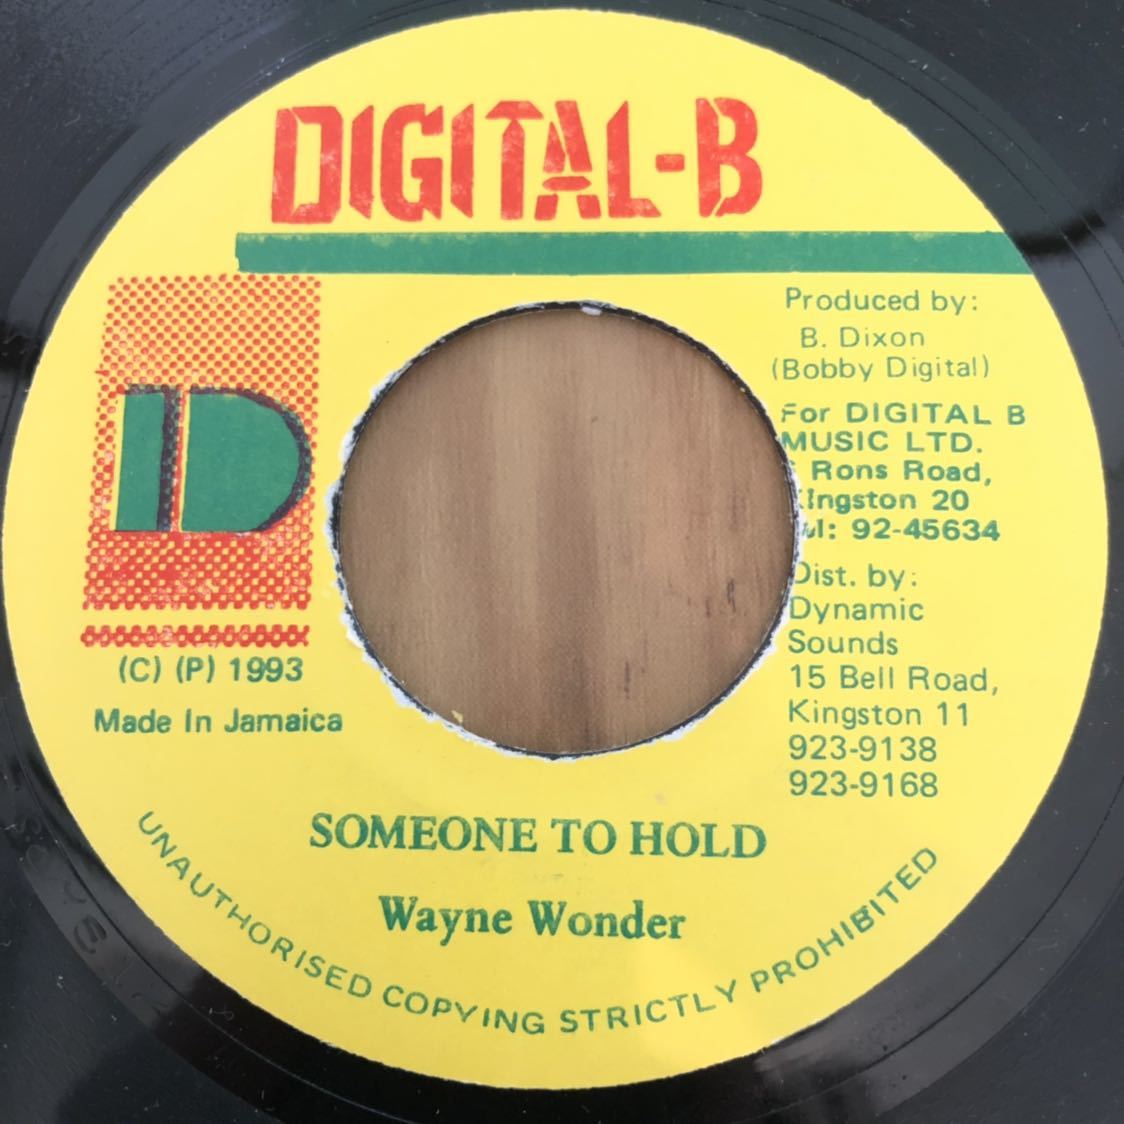 DIGITAL-B
Produced by:
B. Dixon
(Bobby Digital)
For DIGITAL B
MUSIC LTD.
Rons Road,
Kingston 20
92-45634
Dist. by:
Dynamic
Sounds
15 Bell Road,
Kingston 11
923-9138
923-9168
D
(C) (P) 1993
Made In Jamaica
SOMEONE TO HOLD
Wayne Wonder
UNAUTHORISED COPYING STRICTLY PROHIBITED